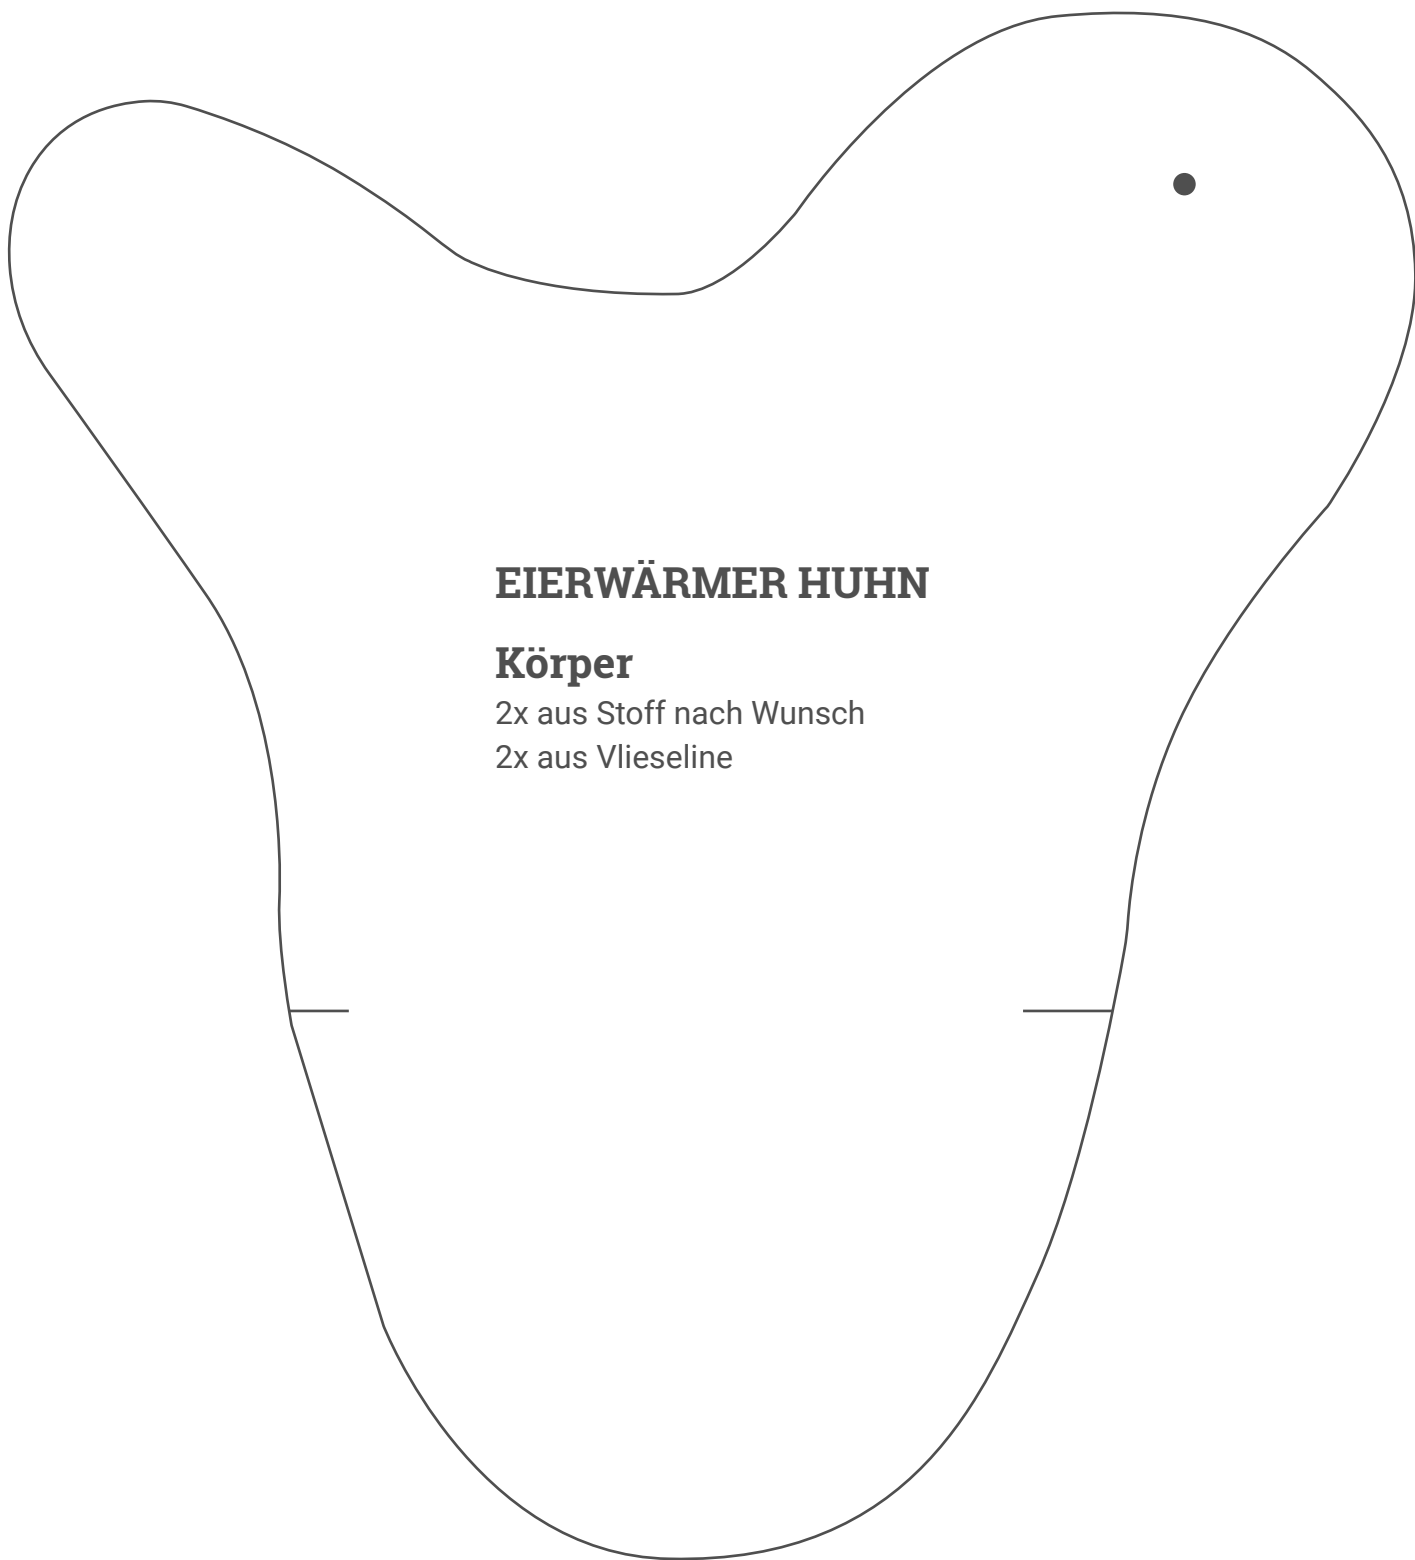 EIERWÄRMER HUHN
Körper
2x aus Stoff nach Wunsch
2x aus Vlieseline